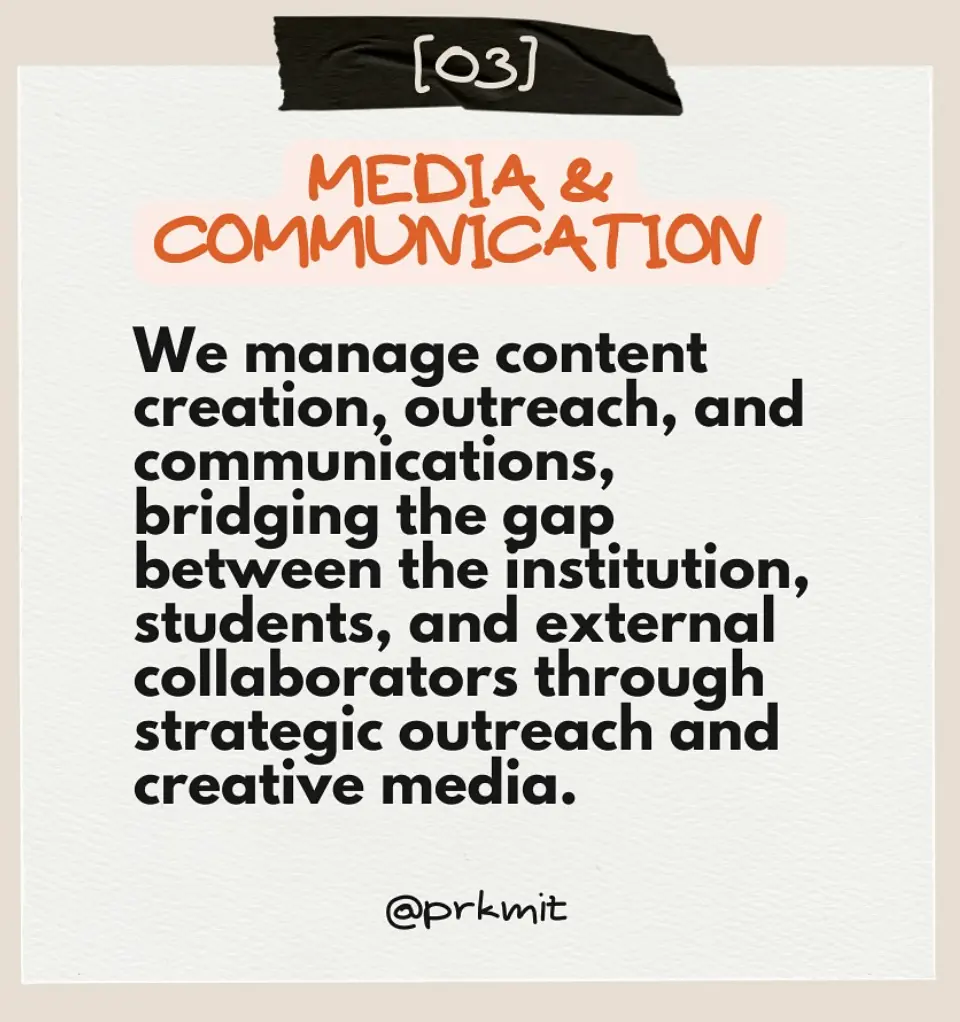 [03]
MEDIA &
COMMUNICATION
We manage content
creation, outreach, and
communications,
bridging the gap
between the institution,
students, and external
collaborators through
strategic outreach and
creative media.
@prkmit